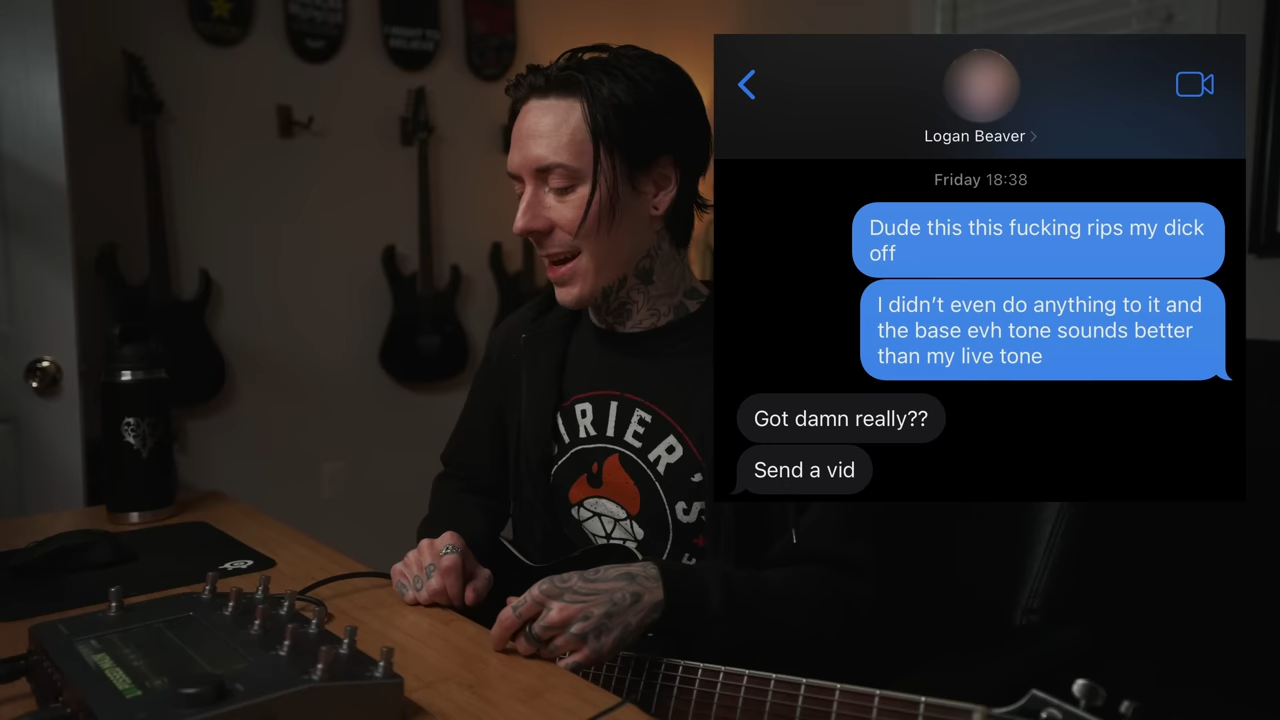 Logan Beaver
Friday 18:38
Dude this this fucking rips my dick
off
I didn’t even do anything to it and
the base evh tone sounds better
than my live tone
Got damn really??
Send a vid
IRIER'S